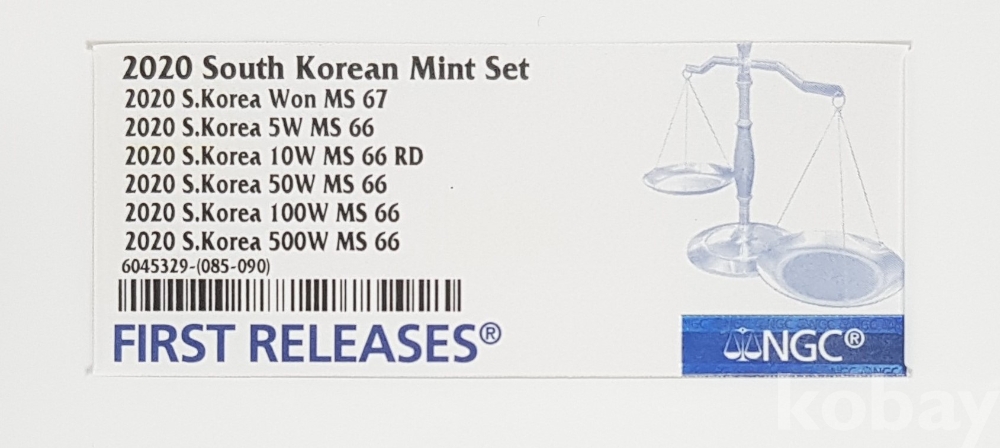 2020 South Korean Mint Set
2020 S.Korea Won MS 67
2020 S.Korea 5W MS 66
2020 S.Korea 10W MS 66 RD
2020 S.Korea 50W MS 66
2020 S.Korea 100W MS 66
2020 S.Korea 500W MS 66
6045329-(085-090)
FIRST RELEASES®
NGC®
kobay